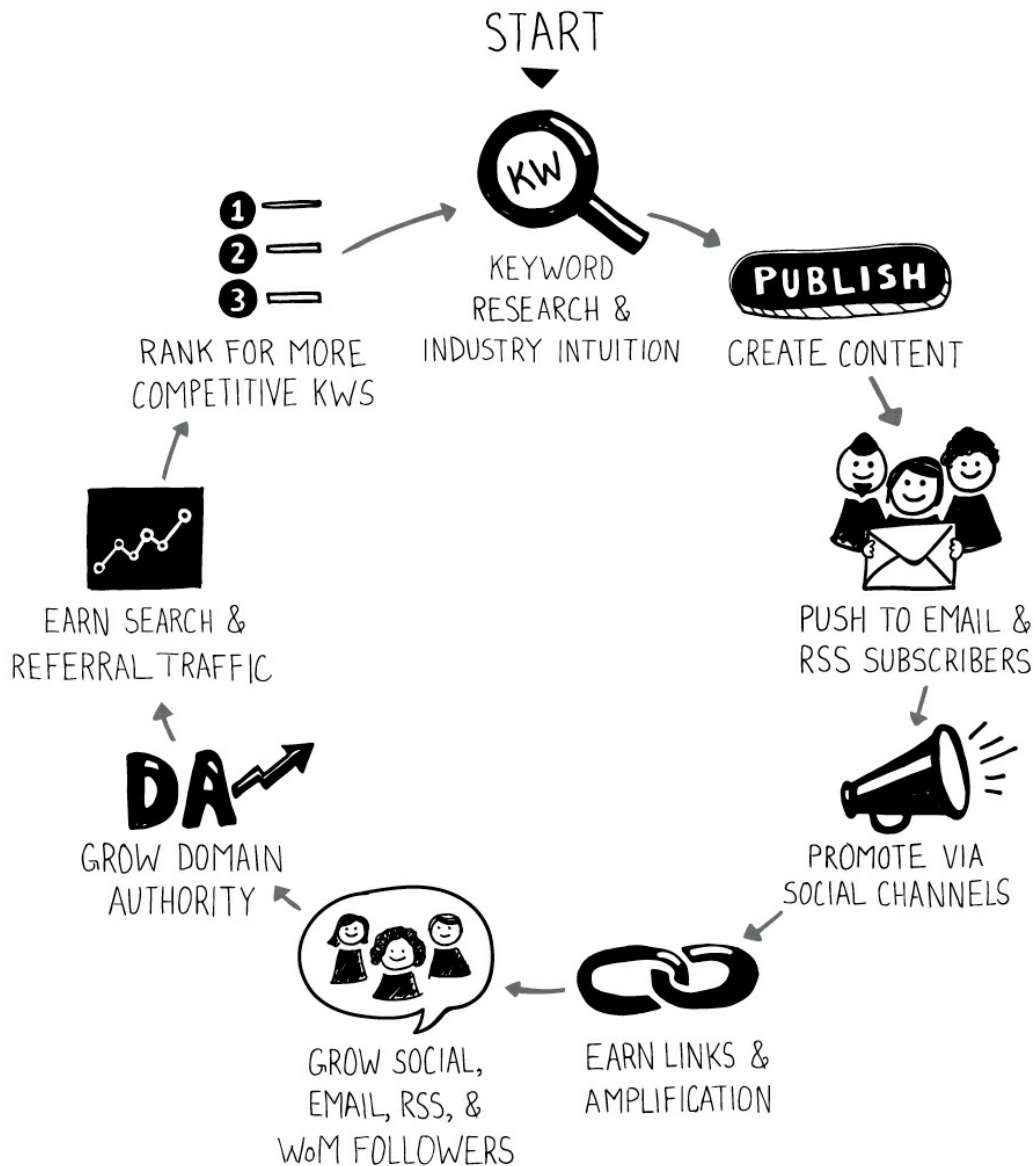 START
KW
KEYWORD
RESEARCH &
INDUSTRY INTUITION
PUBLISH
CREATE CONTENT
PUSH TO EMAIL &
RSS SUBSCRIBERS
PROMOTE VIA
SOCIAL CHANNELS
EARN LINKS &
AMPLIFICATION
GROW SOCIAL,
EMAIL, RSS, &
WoM FOLLOWERS
DA
GROW DOMAIN
AUTHORITY
EARN SEARCH &
REFERRAL TRAFFIC
1
2
3
RANK FOR MORE
COMPETITIVE KWS